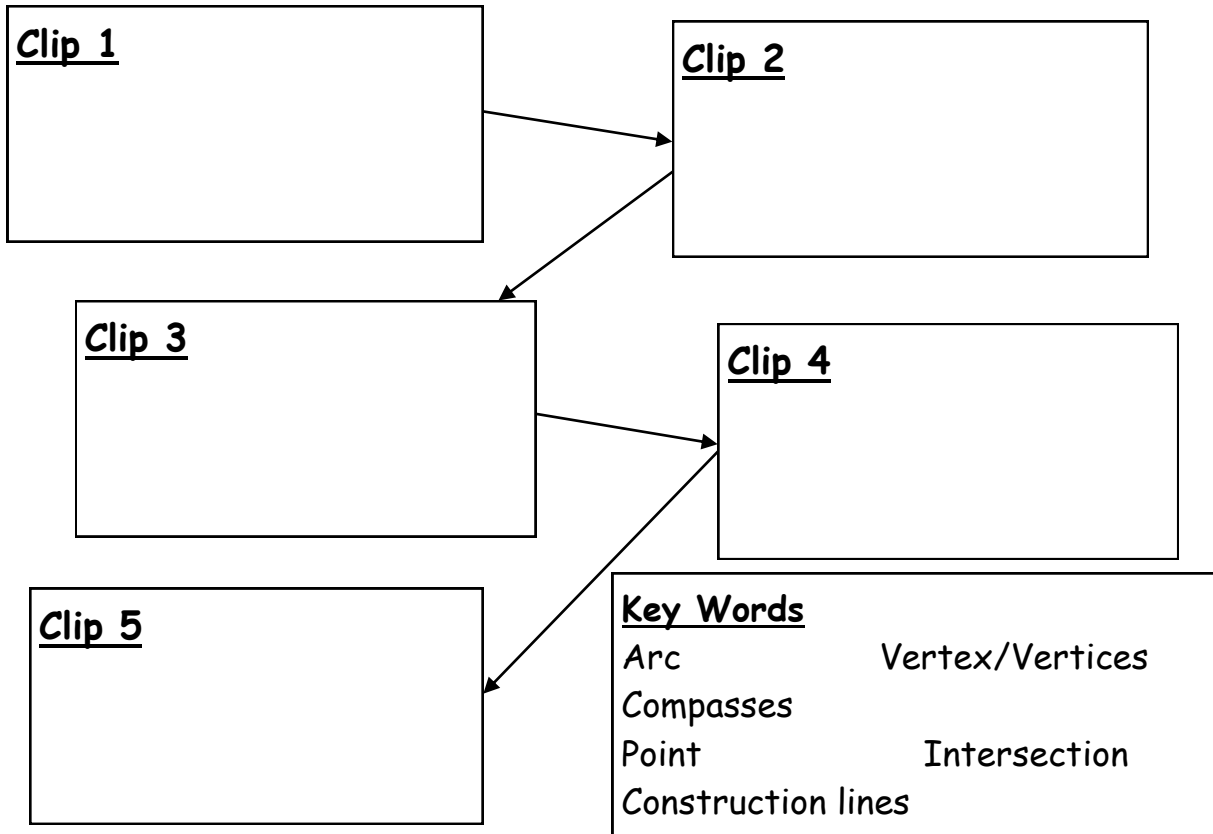 Clip 1
Clip 2
Clip 3
Clip 4
Clip 5
Key Words
Arc Vertex/Vertices
Compasses
Point Intersection
Construction lines